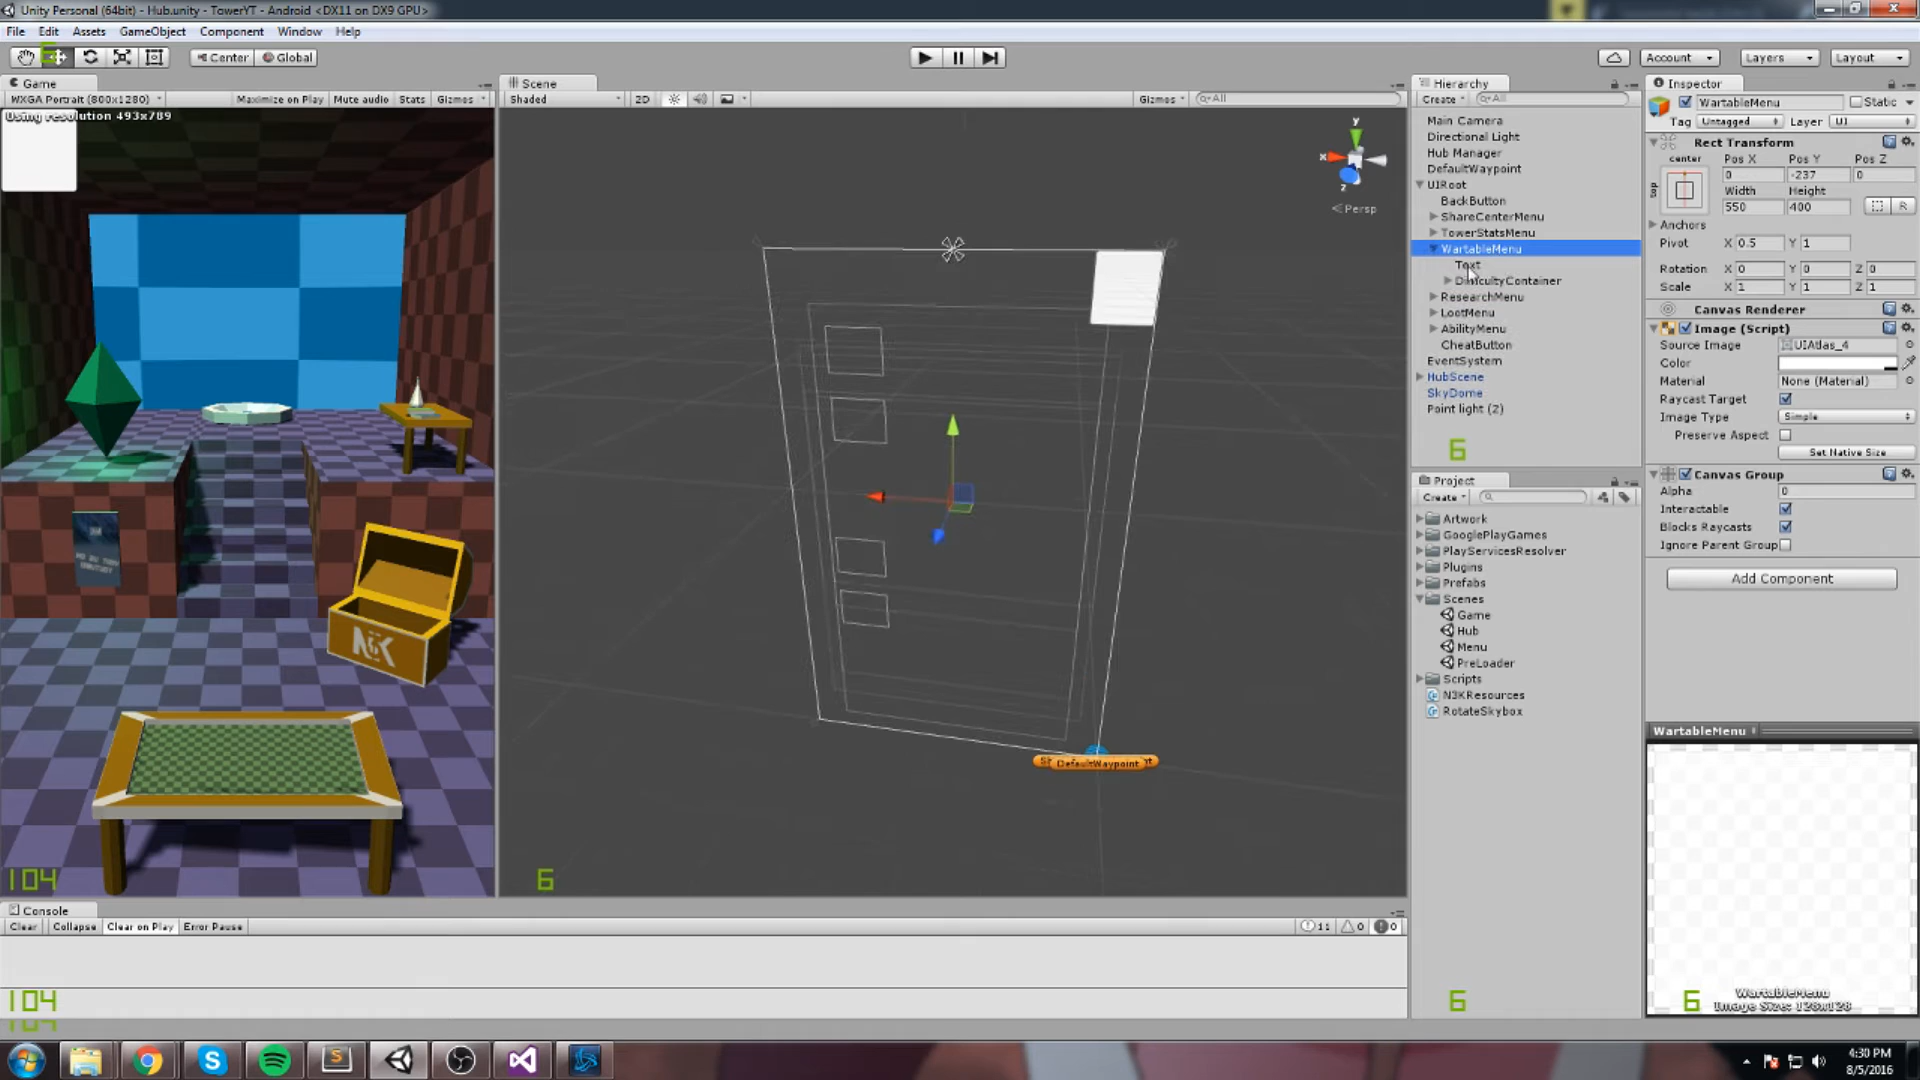 Unity Personal (64bit) - Hub.unity - TowerYT - Android <DX11 on DX9 GPU>
File Edit Assets GameObject Component Window Help
Center Global
Account Layers Layout
Game
WXGA Portrait (800x1280) Maximize on Play Mute audio Stats Gizmos
Using resolution 493x789
NK
104
Scene
Shaded 2D Gizmos All
y
x
z
Persp
DefaultWaypoint
6
Hierarchy
Create All
Main Camera
Directional Light
Hub Manager
DefaultWaypoint
UIRoot
BackButton
ShareCenterMenu
TowerStatsMenu
WartableMenu
Text
DifficultyContainer
ResearchMenu
LootMenu
AbilityMenu
CheatButton
EventSystem
HubScene
SkyDome
Point light (2)
6
Project
Create
Artwork
GooglePlayGames
PlayServicesResolver
Plugins
Prefabs
Scenes
Game
Hub
Menu
PreLoader
Scripts
N3KResources
RotateSkybox
6
Inspector
WartableMenu Static
Tag Untagged Layer UI
Rect Transform
center Pos X Pos Y Pos Z
top 0 -237 0
Width Height
550 400 R
Anchors
Pivot X 0.5 Y 1
Rotation X 0 Y 0 Z 0
Scale X 1 Y 1 Z 1
Canvas Renderer
Image (Script)
Source Image UIAtlas_4
Color
Material None (Material)
Raycast Target
Image Type Simple
Preserve Aspect
Set Native Size
Canvas Group
Alpha 0
Interactable
Blocks Raycasts
Ignore Parent Group
Add Component
WartableMenu
6
WartableMenu
Image Size: 128x128
Console
Clear Collapse Clear on Play Error Pause 11 0 0
104
104
4:30 PM
8/5/2016